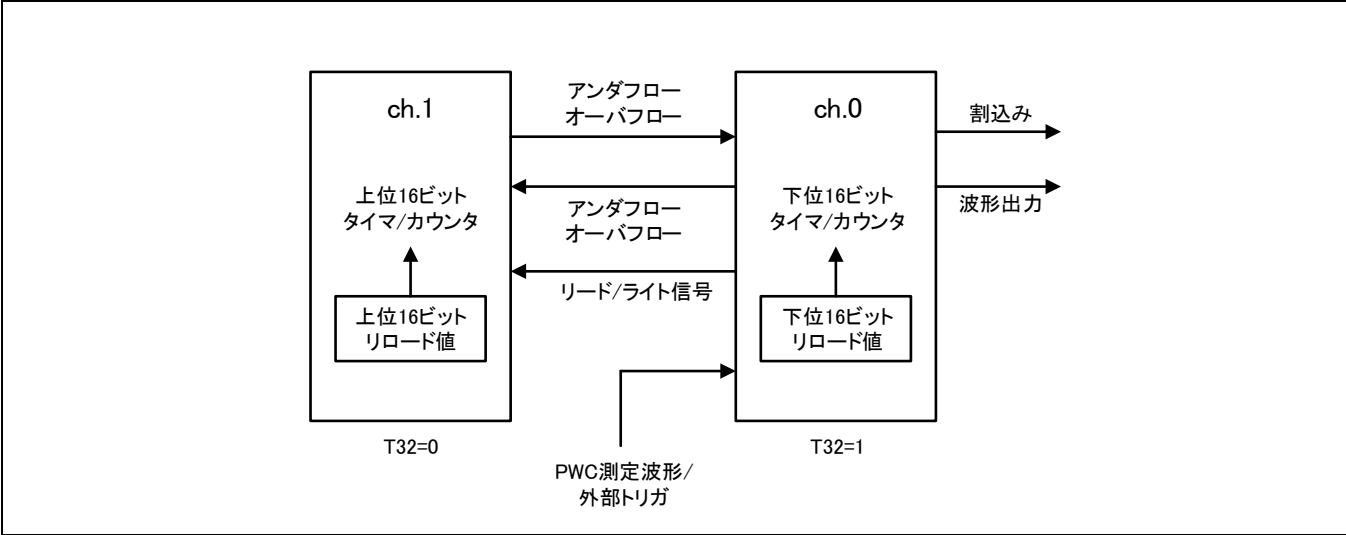 ch.1
上位16ビット
タイマ/カウンタ
上位16ビット
リロード値
T32=0
アンダフロー
オーバフロー
アンダフロー
オーバフロー
リード/ライト信号
PWC測定波形/
外部トリガ
ch.0
下位16ビット
タイマ/カウンタ
下位16ビット
リロード値
T32=1
割込み
波形出力